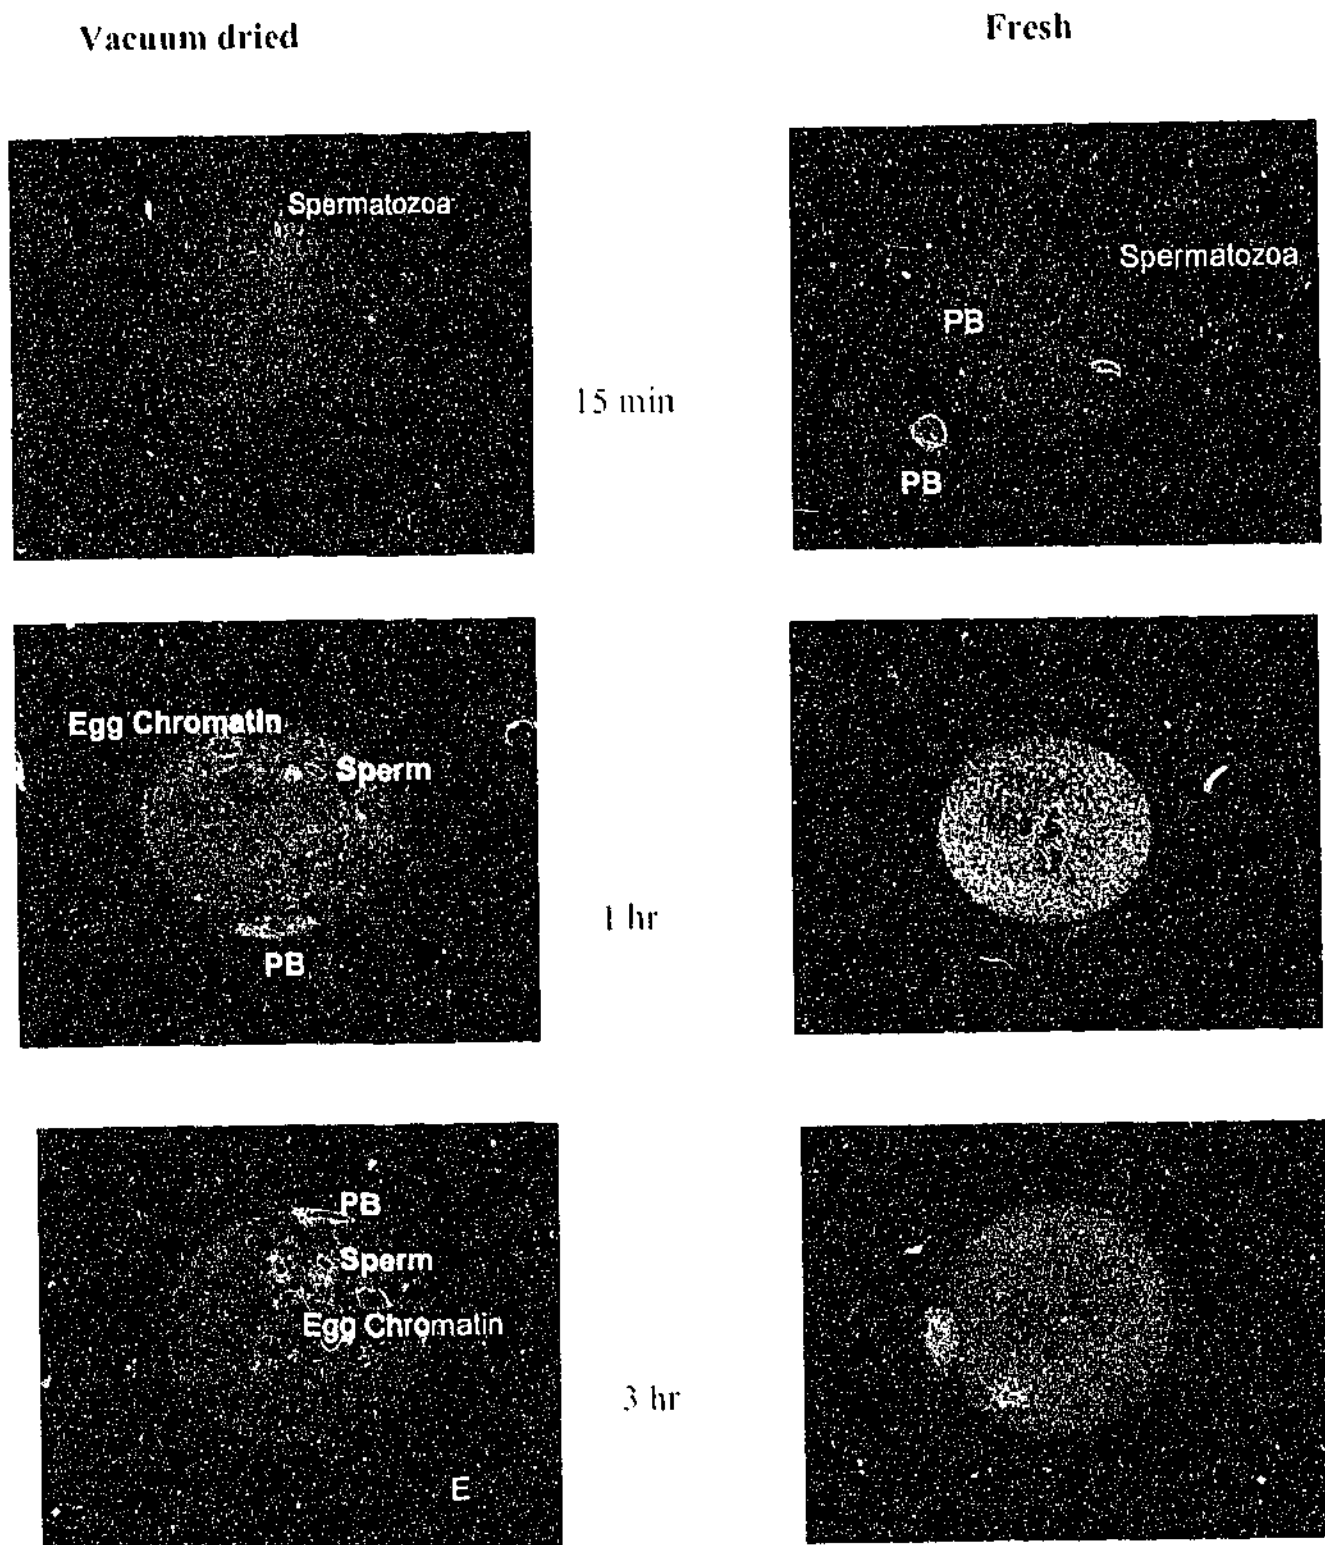 Vacuum dried
Fresh
Spermatozoa
Spermatozoa
PB
PB
15 min
Egg Chromatin
Sperm
PB
1 hr
PB
Sperm
Egg Chromatin
E
3 hr